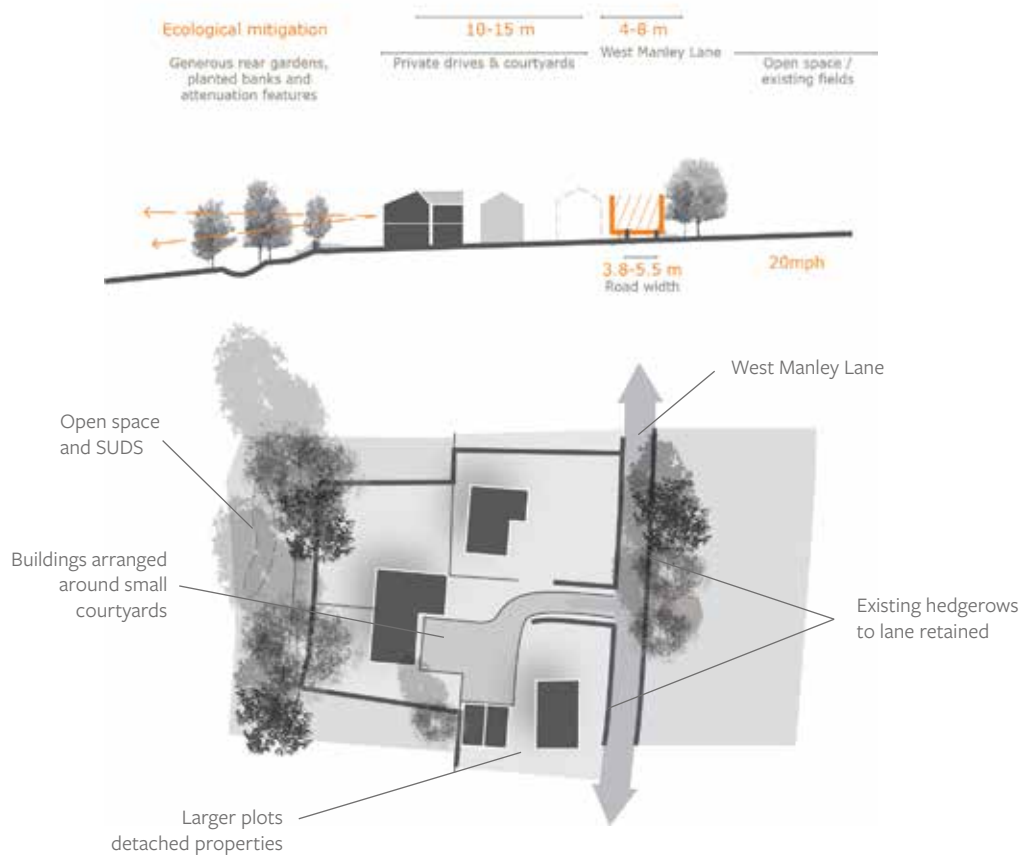 Ecological mitigation
Generous rear gardens,
planted banks and
attenuation features
10-15 m
Private drives & courtyards
4-8 m
West Manley Lane
Open space /
existing fields
3.8-5.5 m
Road width
20mph
West Manley Lane
Open space
and SUDS
Buildings arranged
around small
courtyards
Existing hedgerows
to lane retained
Larger plots
detached properties